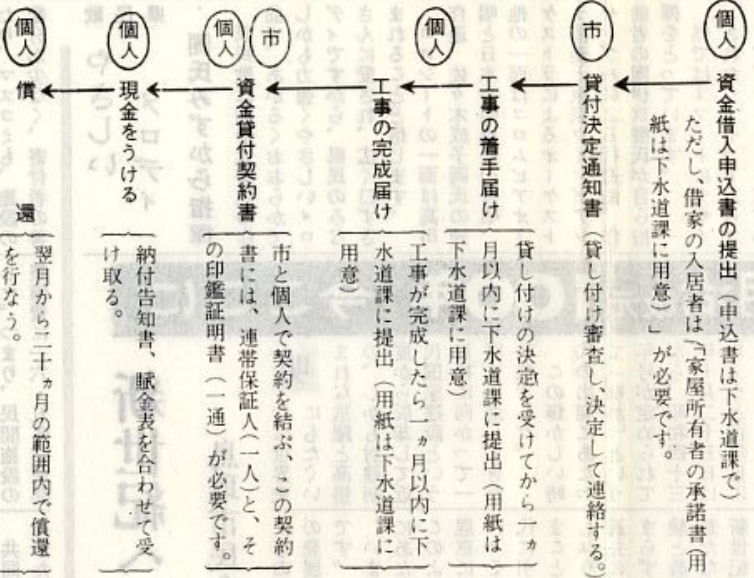 個人
資金借入申込書の提出（申込書は下水道課で）
ただし、借家の入居者は「家屋所有者の承諾書（用
紙は下水道課に用意）」が必要です。
市
貸付決定通知書（貸し付け審査し、決定して連絡する。
工事の着手届け
貸し付けの決定を受けてから一ヵ
月以内に下水道課に提出（用紙は
下水道課に用意）
個人
工事の完成届け
工事が完成したら一ヵ月以内に下
水道課に提出（用紙は下水道課に
用意）
市
個人
資金貸付契約書
市と個人で契約を結ぶ、この契約
書には、連帯保証人（一人）と、そ
の印鑑証明書（一通）が必要です。
個人
現金をうける
納付告知書、賦金表を合わせて受
け取る。
個人
償還
翌月から二十ヵ月の範囲内で償還
を行なう。